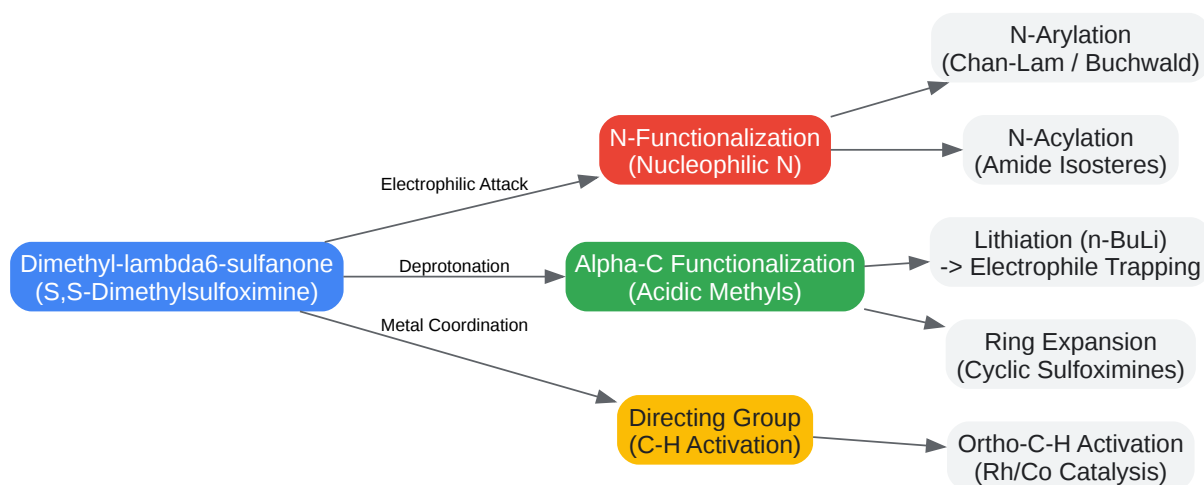 Dimethyl-lambda6-sulfanone
(S,S-Dimethylsulfoximine)
Electrophilic Attack
Deprotonation
Metal Coordination
N-Functionalization
(Nucleophilic N)
Alpha-C Functionalization
(Acidic Methyls)
Directing Group
(C-H Activation)
N-Arylation
(Chan-Lam / Buchwald)
N-Acylation
(Amide Isosteres)
Lithiation (n-BuLi)
-> Electrophile Trapping
Ring Expansion
(Cyclic Sulfoximines)
Ortho-C-H Activation
(Rh/Co Catalysis)